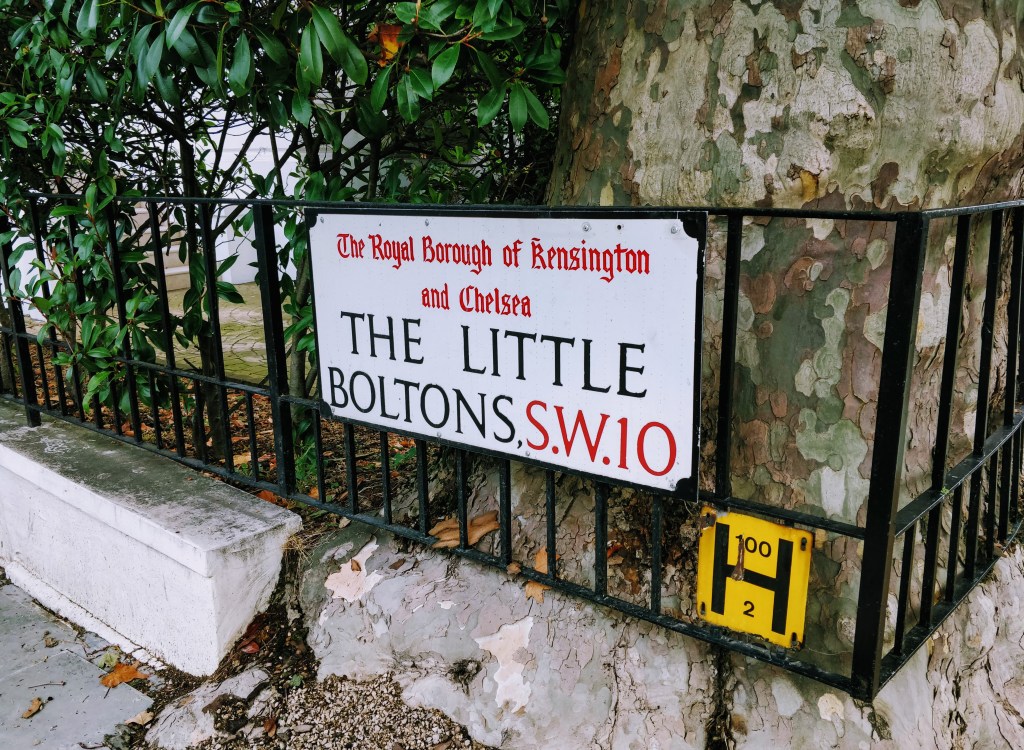 The Royal Borough of Kensington
and Chelsea
THE LITTLE
BOLTONS, S.W.10
100
H
2